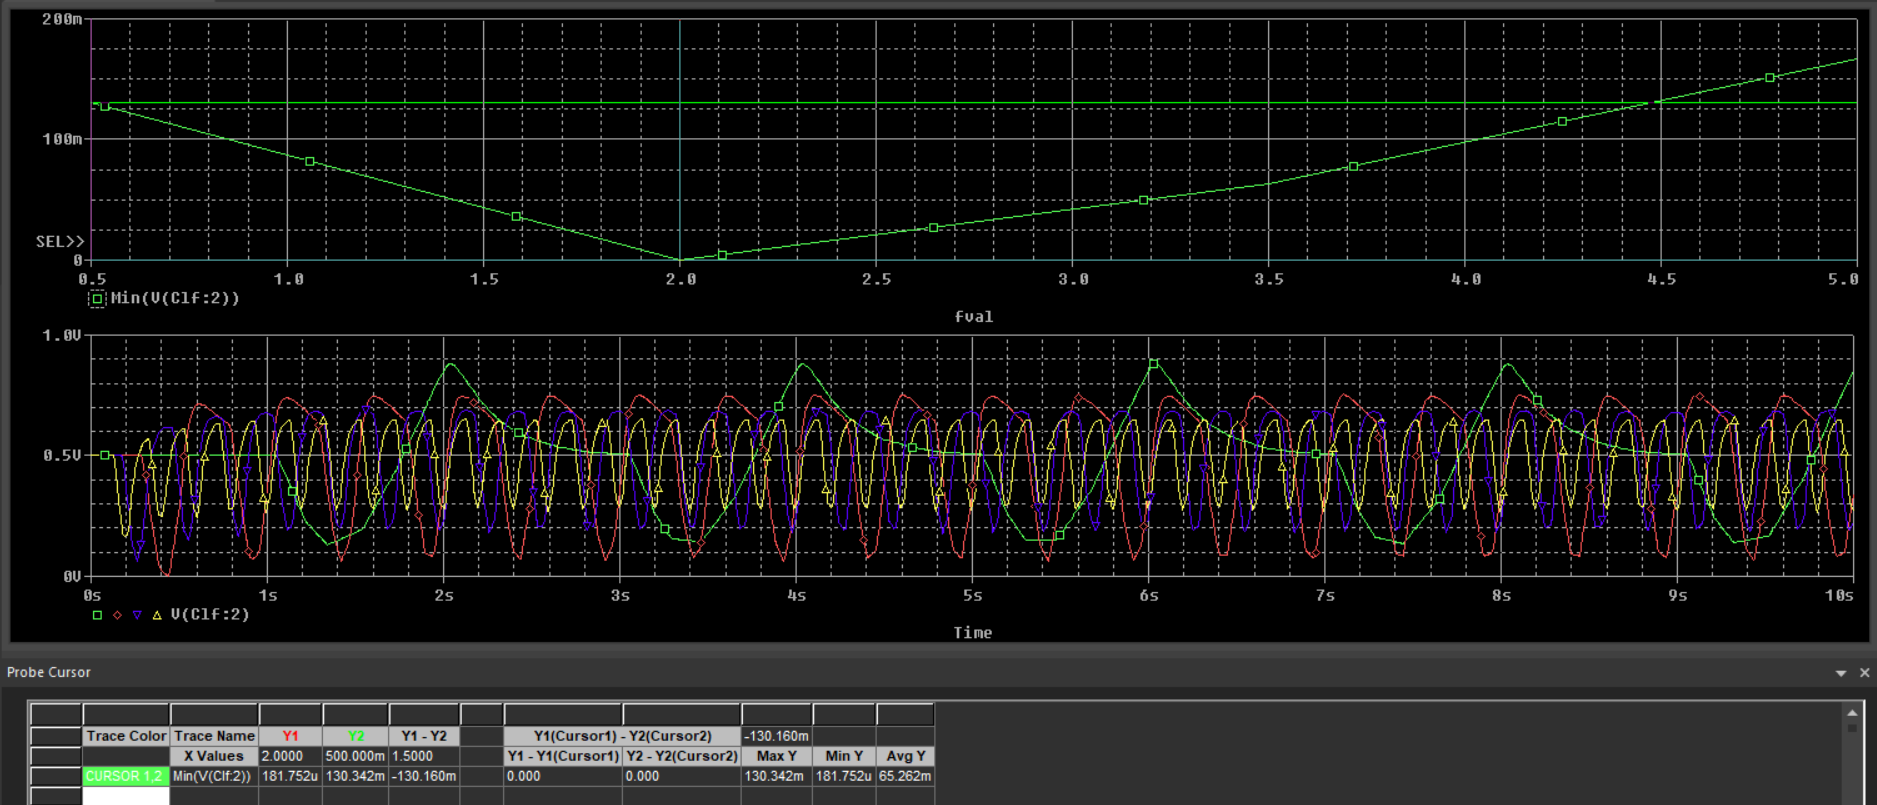 200m
100m
SEL>>
0
0.5 1.0 1.5 2.0 2.5 3.0 3.5 4.0 4.5 5.0
Min(V(Clf:2))
fval
1.0V
0.5V
0V
0s 1s 2s 3s 4s 5s 6s 7s 8s 9s 10s
V(Clf:2)
Time
Probe Cursor
Trace Color Trace Name Y1 Y2 Y1 - Y2 Y1(Cursor1) - Y2(Cursor2) -130.160m
X Values 2.0000 500.000m 1.5000 Y1 - Y1(Cursor1) Y2 - Y2(Cursor2) Max Y Min Y Avg Y
CURSOR 1,2 Min(V(Clf:2)) 181.752u 130.342m -130.160m 0.000 0.000 130.342m 181.752u 65.262m